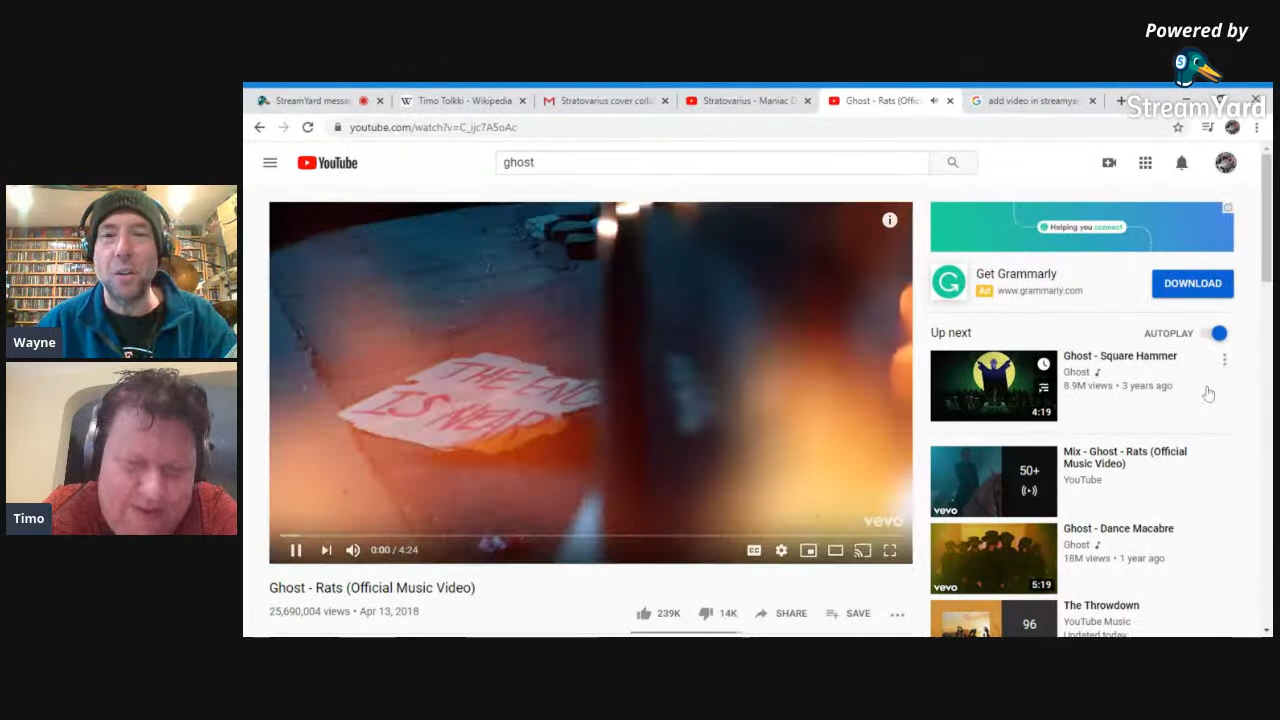 Powered by
StreamYard
StreamYard messa
Timo Tolkki - Wikipedia
Stratovarius cover colla
Stratovarius - Maniac D
Ghost - Rats (Offic
add video in streamya
youtube.com/watch?v=C_ijc7A5oAc
YouTube
ghost
THE END
IS NEAR
vevo
0:00 / 4:24
CC
Ghost - Rats (Official Music Video)
25,690,004 views • Apr 13, 2018
239K
14K
SHARE
SAVE
Helping you connect
Get Grammarly
Ad www.grammarly.com
DOWNLOAD
Up next
AUTOPLAY
4:19
Ghost - Square Hammer
Ghost
8.9M views • 3 years ago
50+
vevo
Mix - Ghost - Rats (Official
Music Video)
YouTube
vevo
5:19
Ghost - Dance Macabre
Ghost
18M views • 1 year ago
96
The Throwdown
YouTube Music
Updated today
Wayne
Timo